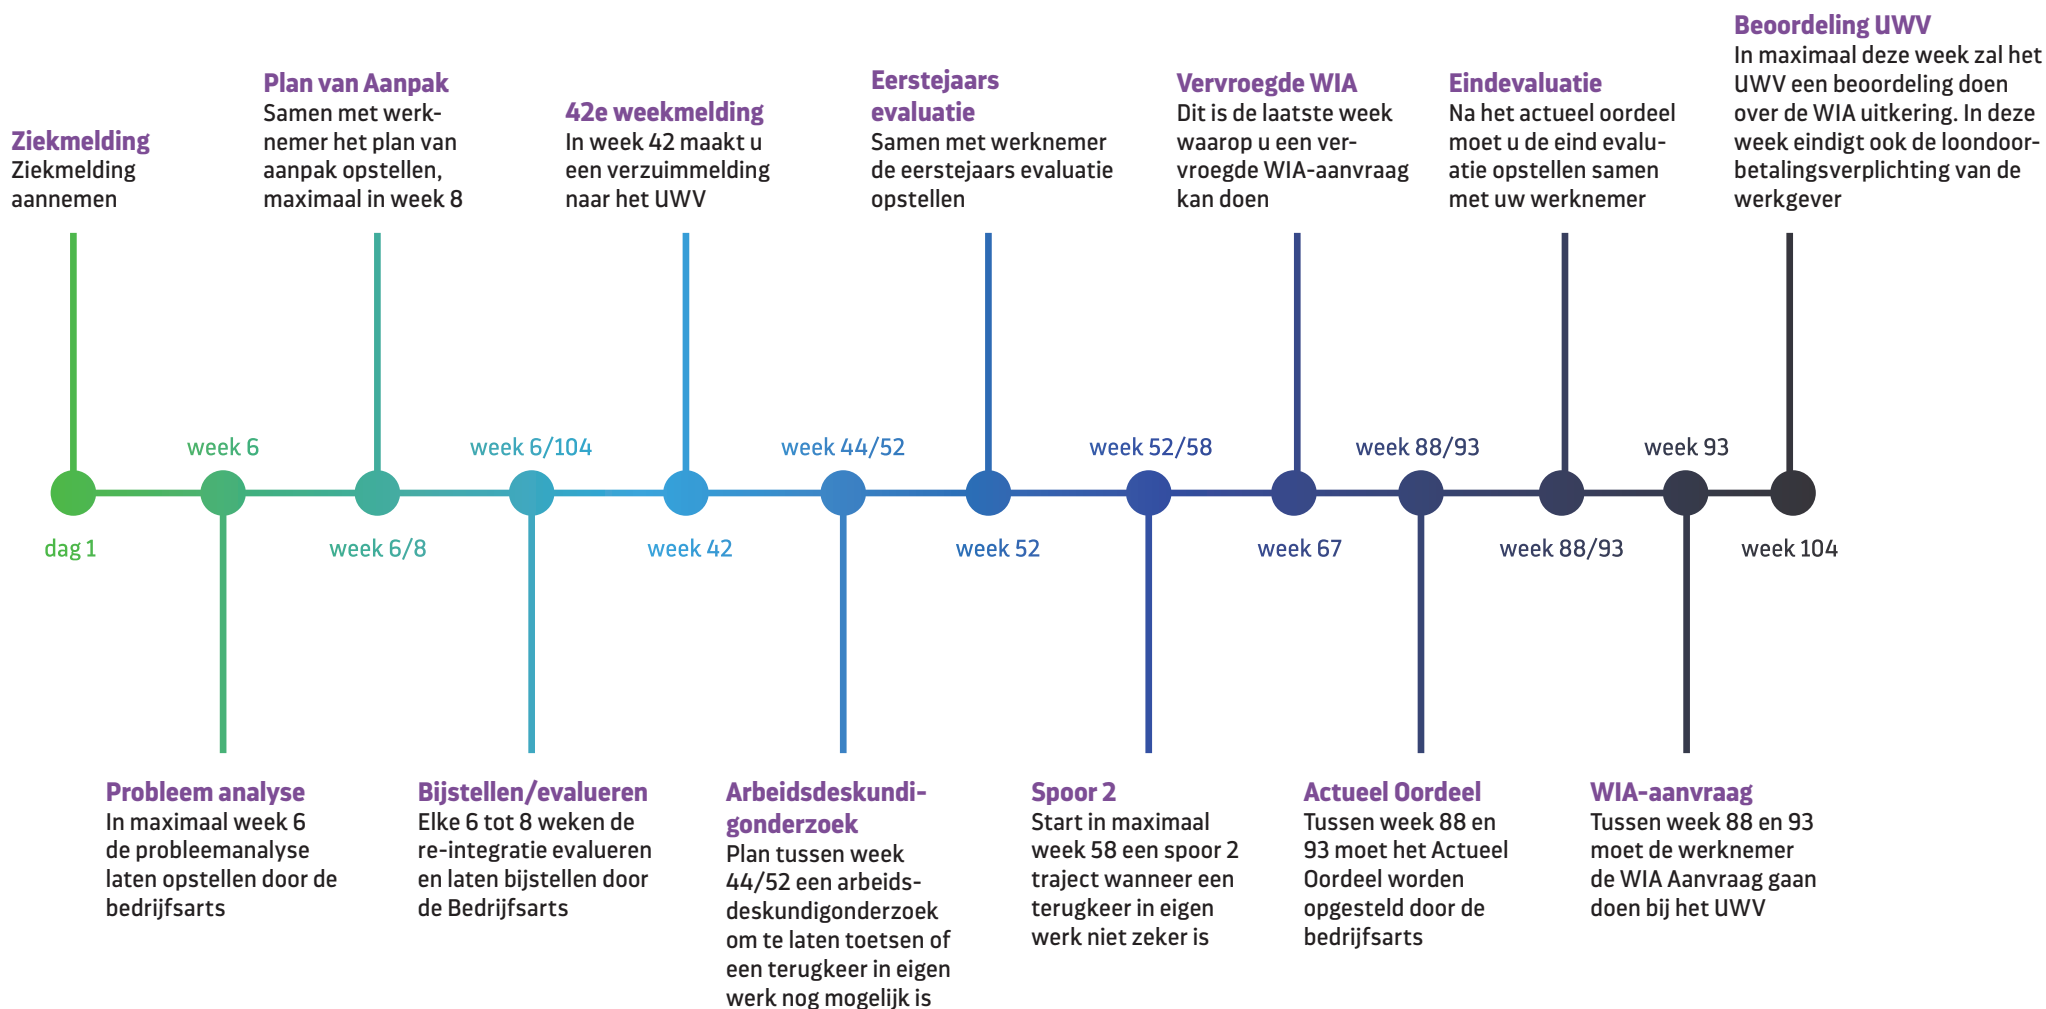 Ziekmelding
Ziekmelding
aannemen
Plan van Aanpak
Samen met werk-
nemer het plan van
aanpak opstellen,
maximaal in week 8
42e weekmelding
In week 42 maakt u
een verzuimmelding
naar het UWV
Eerstejaars
evaluatie
Samen met werknemer
de eerstejaars evaluatie
opstellen
Vervroegde WIA
Dit is de laatste week
waarop u een ver-
vroegde WIA-aanvraag
kan doen
Eindevaluatie
Na het actueel oordeel
moet u de eind evalu-
atie opstellen samen
met uw werknemer
Beoordeling UWV
In maximaal deze week zal het
UWV een beoordeling doen
over de WIA uitkering. In deze
week eindigt ook de loondoor-
betalingsverplichting van de
werkgever
week 6
week 6/104
week 44/52
week 52/58
week 88/93
week 93
dag 1
week 6/8
week 42
week 52
week 67
week 88/93
week 104
Probleem analyse
In maximaal week 6
de probleemanalyse
laten opstellen door de
bedrijfsarts
Bijstellen/evalueren
Elke 6 tot 8 weken de
re-integratie evalueren
en laten bijstellen door
de Bedrijfsarts
Arbeidsdeskundi-
gonderzoek
Plan tussen week
44/52 een arbeids-
deskundigonderzoek
om te laten toetsen of
een terugkeer in eigen
werk nog mogelijk is
Spoor 2
Start in maximaal
week 58 een spoor 2
traject wanneer een
terugkeer in eigen
werk niet zeker is
Actueel Oordeel
Tussen week 88 en
93 moet het Actueel
Oordeel worden
opgesteld door de
bedrijfsarts
WIA-aanvraag
Tussen week 88 en 93
moet de werknemer
de WIA Aanvraag gaan
doen bij het UWV